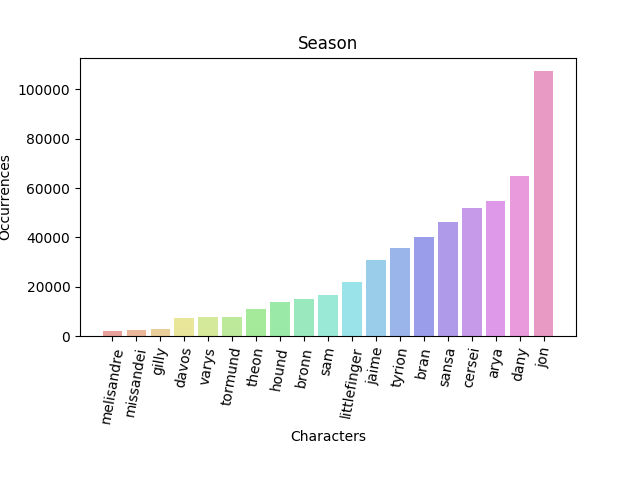 Season
Occurrences
100000
80000
60000
40000
20000
0
melisandre
missandei
gilly
davos
varys
tormund
theon
hound
bronn
sam
littlefinger
jaime
tyrion
bran
sansa
cersei
arya
dany
jon
Characters